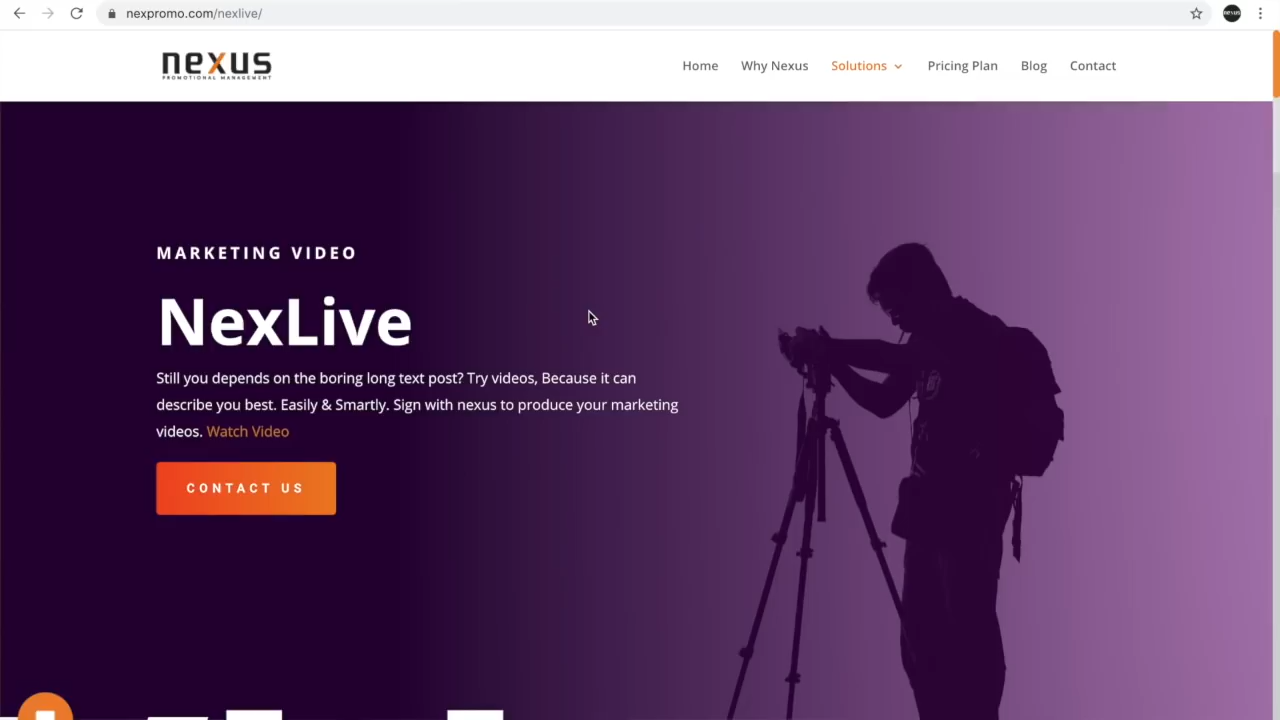 nexpromo.com/nexlive/
nexus
PROMOTIONAL MANAGEMENT
Home Why Nexus Solutions Pricing Plan Blog Contact
MARKETING VIDEO
NexLive
Still you depends on the boring long text post? Try videos, Because it can
describe you best. Easily & Smartly. Sign with nexus to produce your marketing
videos. Watch Video
CONTACT US